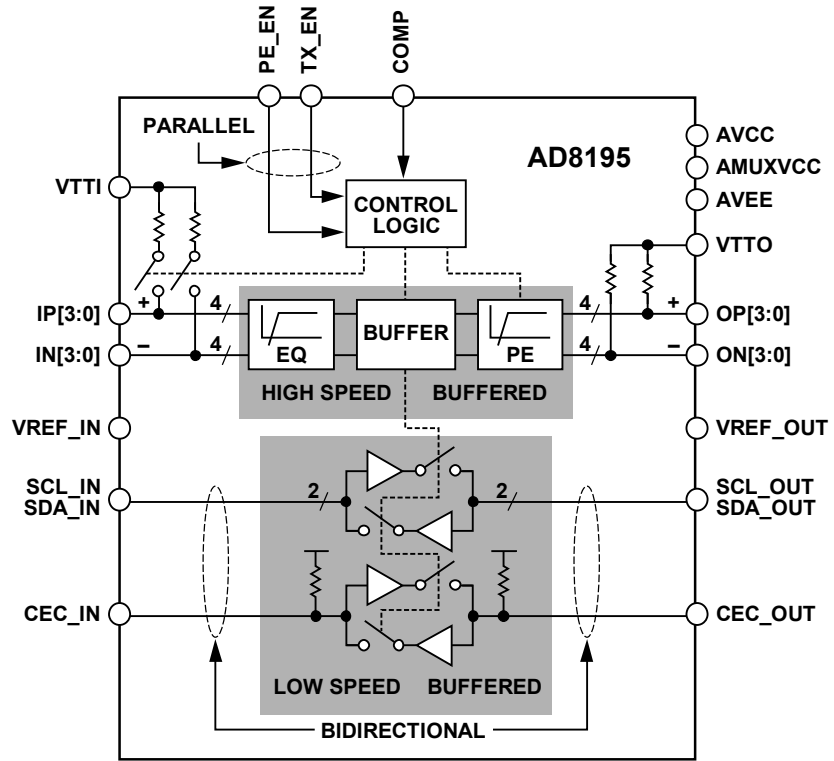 PE_EN
TX_EN
COMP
PARALLEL
AD8195
AVCC
AMUXVCC
AVEE
VTTI
CONTROL
LOGIC
VTTO
IP[3:0]
+
4
4
+
OP[3:0]
EQ
BUFFER
PE
IN[3:0]
−
4
4
−
ON[3:0]
HIGH SPEED
BUFFERED
VREF_IN
VREF_OUT
SCL_IN
SDA_IN
2
2
SCL_OUT
SDA_OUT
CEC_IN
CEC_OUT
LOW SPEED
BUFFERED
BIDIRECTIONAL